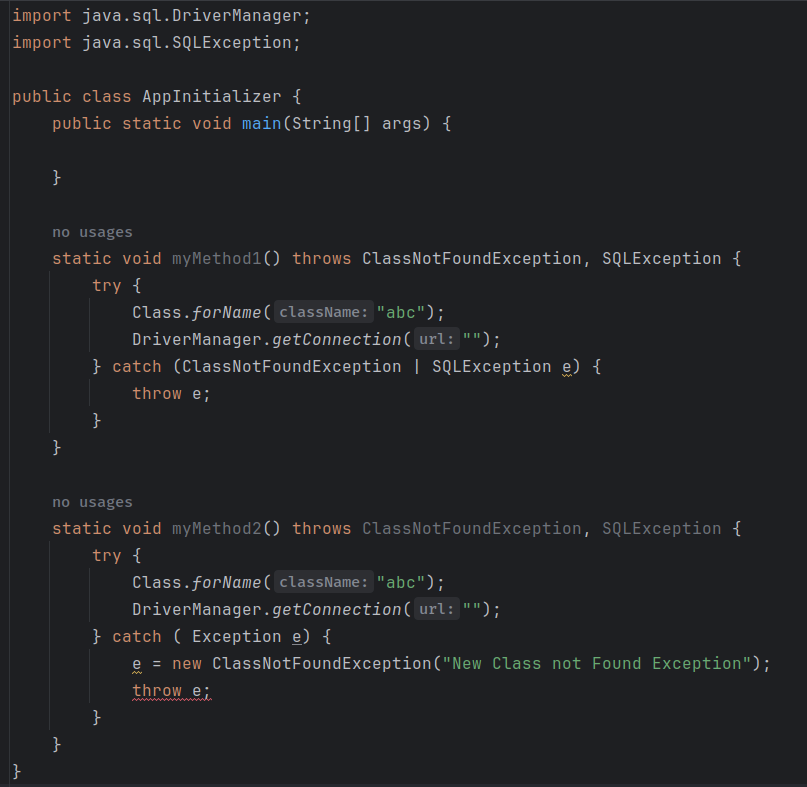 import java.sql.DriverManager;
import java.sql.SQLException;
public class AppInitializer {
public static void main(String[] args) {
}
no usages
static void myMethod1() throws ClassNotFoundException, SQLException {
try {
Class.forName( className: "abc");
DriverManager.getConnection( url: "");
} catch (ClassNotFoundException | SQLException e) {
throw e;
}
}
no usages
static void myMethod2() throws ClassNotFoundException, SQLException {
try {
Class.forName( className: "abc");
DriverManager.getConnection( url: "");
} catch ( Exception e) {
e = new ClassNotFoundException("New Class not Found Exception");
throw e;
}
}
}